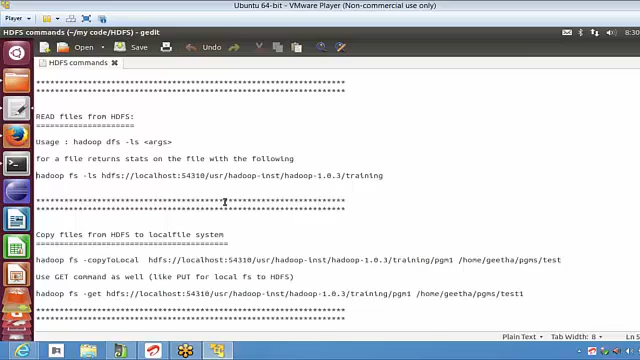 Ubuntu 64-bit - VMware Player (Non-commercial use only)
Player
HDFS commands (~/my code/HDFS) - gedit
8:30
Open
Save
Undo
HDFS commands
*****************************************************************
*****************************************************************
READ files from HDFS:
=====================
Usage : hadoop dfs -ls <args>
for a file returns stats on the file with the following
hadoop fs -ls hdfs://localhost:54310/usr/hadoop-inst/hadoop-1.0.3/training
*****************************************************************
*****************************************************************
Copy files from HDFS to localfile system
========================================
hadoop fs -copyToLocal  hdfs://localhost:54310/usr/hadoop-inst/hadoop-1.0.3/training/pgm1 /home/geetha/pgms/test
Use GET command as well (like PUT for local fs to HDFS)
hadoop fs -get hdfs://localhost:54310/usr/hadoop-inst/hadoop-1.0.3/training/pgm1 /home/geetha/pgms/test1
*****************************************************************
*****************************************************************
Plain Text
Tab Width: 8
Ln 5